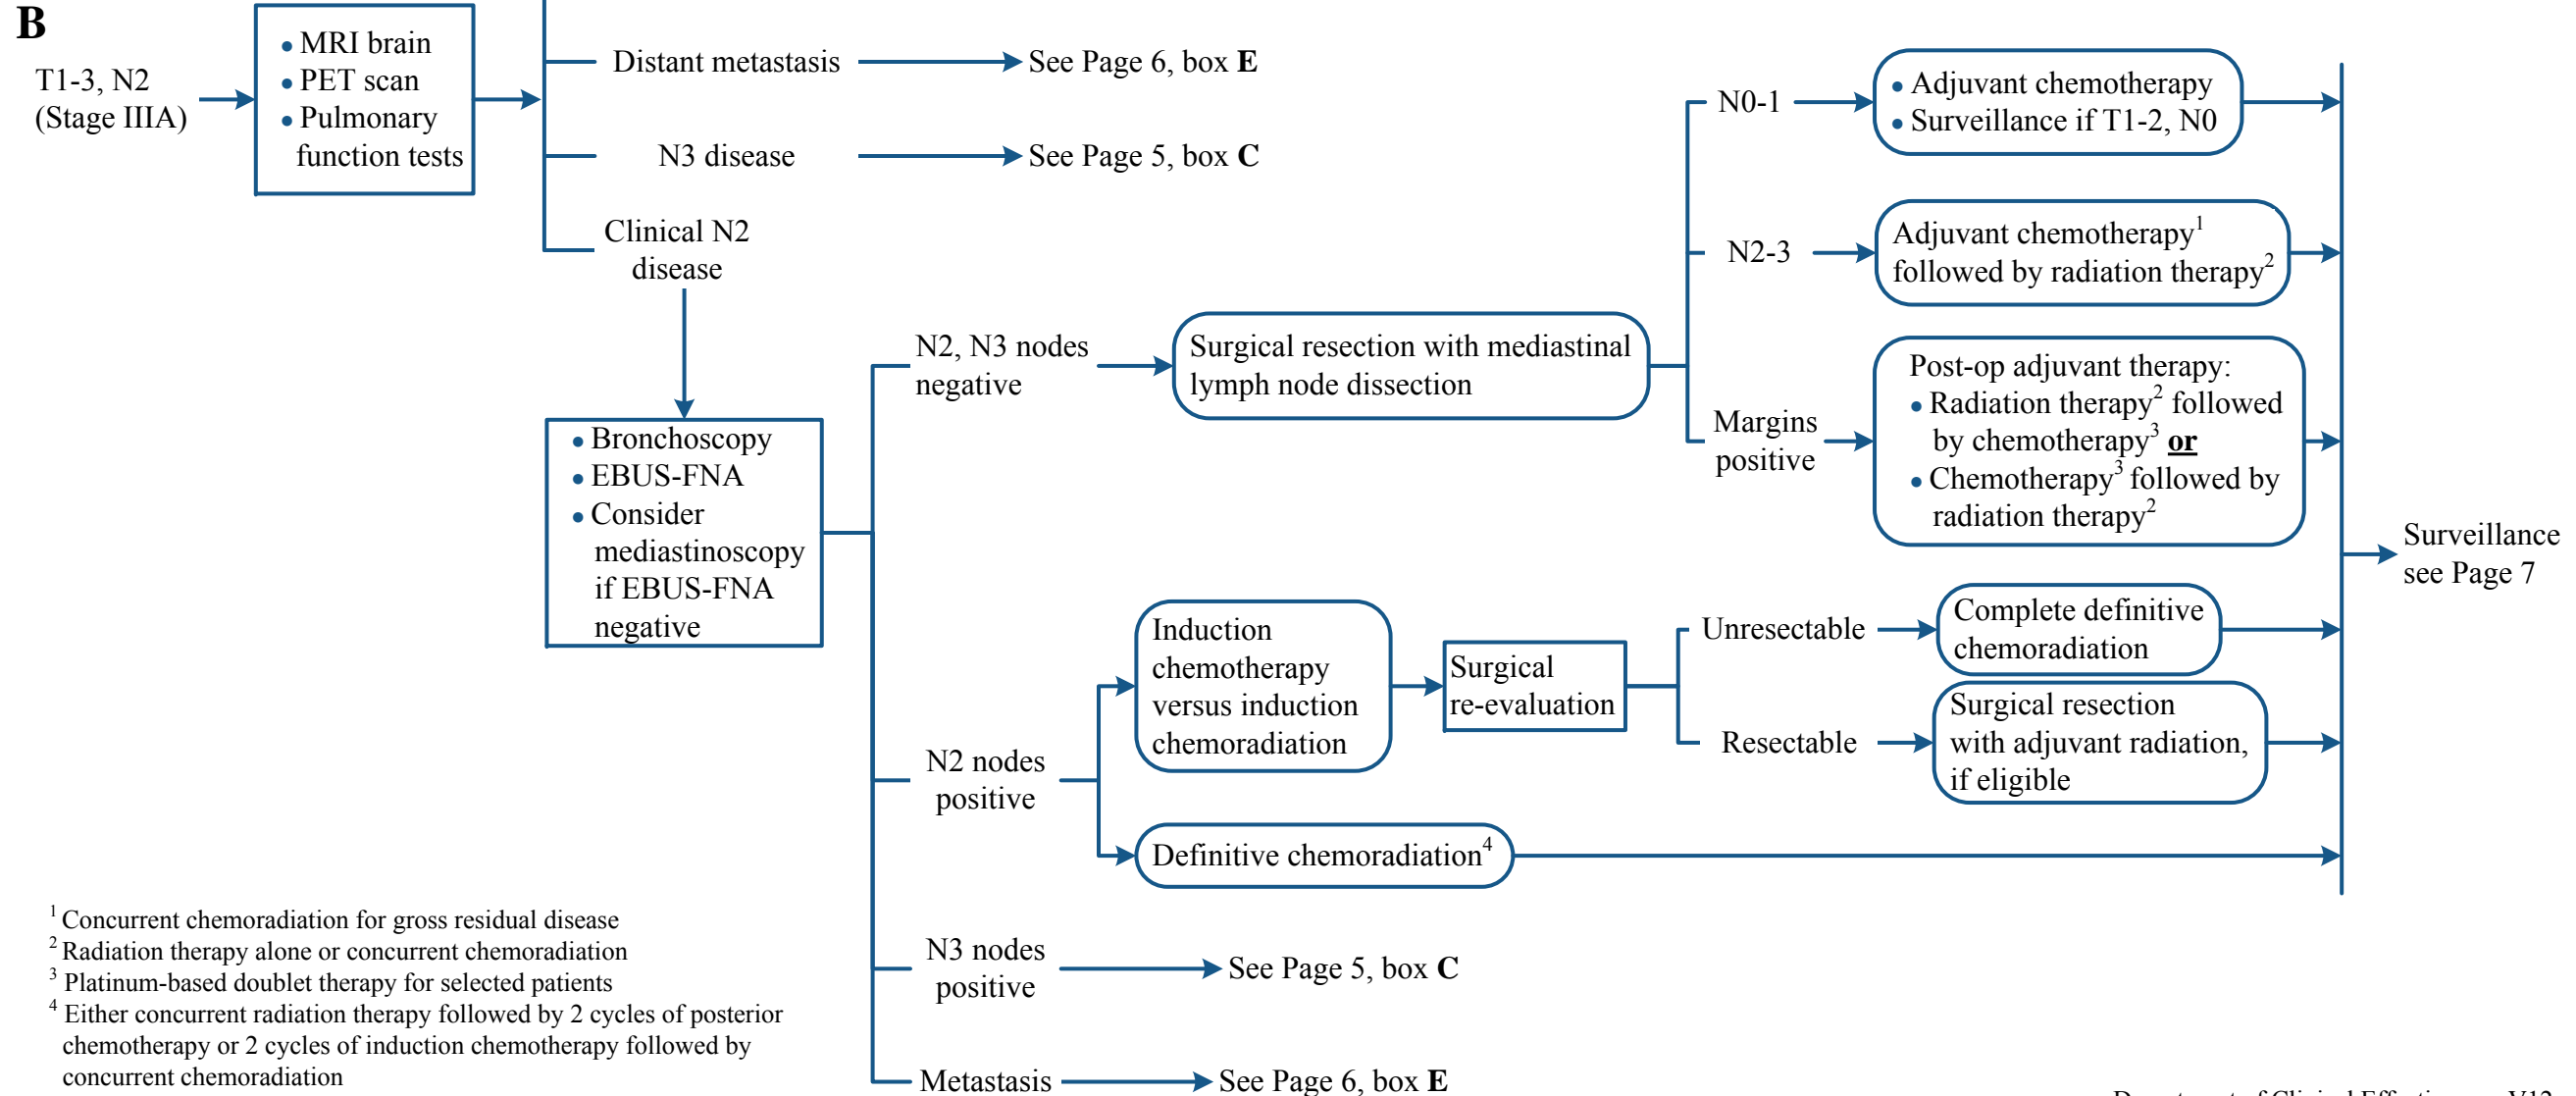 B
T1-3, N2
(Stage IIIA)
• MRI brain
• PET scan
• Pulmonary
function tests
Distant metastasis
See Page 6, box E
N3 disease
See Page 5, box C
Clinical N2
disease
• Bronchoscopy
• EBUS-FNA
• Consider
mediastinoscopy
if EBUS-FNA
negative
N2, N3 nodes
negative
Surgical resection with mediastinal
lymph node dissection
N0-1
• Adjuvant chemotherapy
• Surveillance if T1-2, N0
N2-3
Adjuvant chemotherapy1
followed by radiation therapy2
Margins
positive
Post-op adjuvant therapy:
• Radiation therapy2 followed
by chemotherapy3 or
• Chemotherapy3 followed by
radiation therapy2
N2 nodes
positive
Induction
chemotherapy
versus induction
chemoradiation
Surgical
re-evaluation
Unresectable
Complete definitive
chemoradiation
Resectable
Surgical resection
with adjuvant radiation,
if eligible
Definitive chemoradiation4
Surveillance
see Page 7
N3 nodes
positive
See Page 5, box C
Metastasis
See Page 6, box E
1 Concurrent chemoradiation for gross residual disease
2 Radiation therapy alone or concurrent chemoradiation
3 Platinum-based doublet therapy for selected patients
4 Either concurrent radiation therapy followed by 2 cycles of posterior
chemotherapy or 2 cycles of induction chemotherapy followed by
concurrent chemoradiation